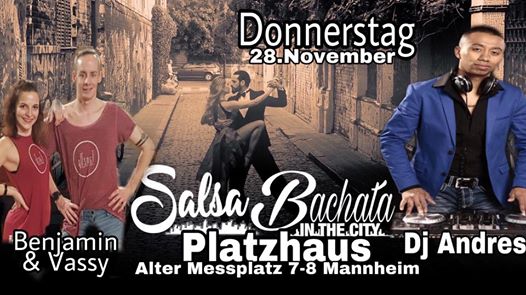 Donnerstag
28.November
Salsa Bachata
IN THE CITY
Platzhaus
Alter Messplatz 7-8 Mannheim
Benjamin
& Vassy
Dj Andres